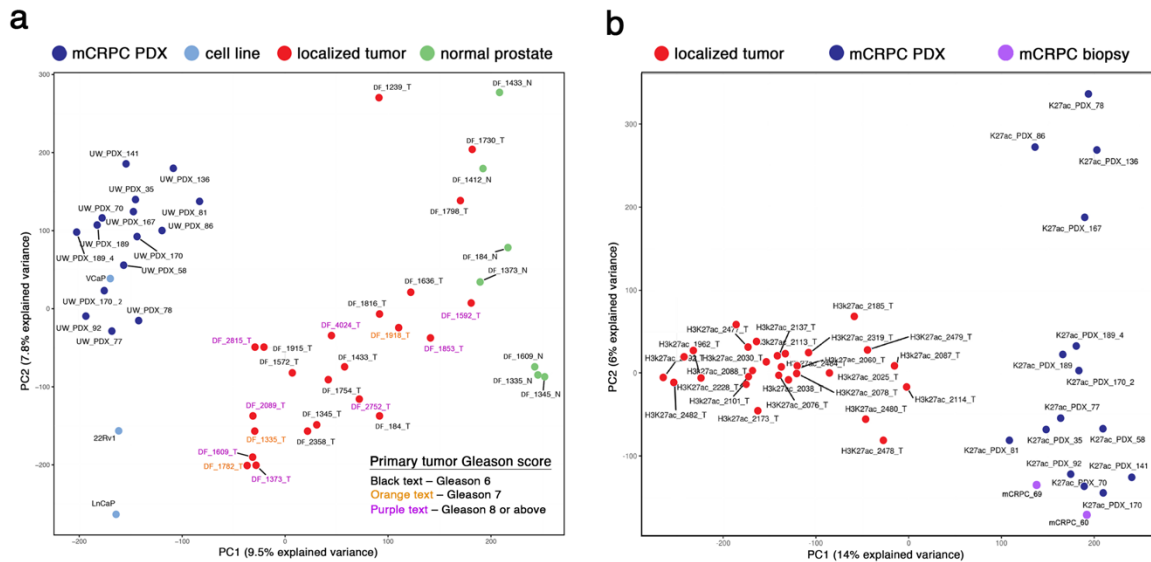 a
mCRPC PDX
cell line
localized tumor
normal prostate
300
200
100
0
-100
-200
PC2 (7.8% explained variance)
DF_1433_N
DF_1239_T
DF_1730_T
UW_PDX_141
UW_PDX_136
DF_1412_N
UW_PDX_35
UW_PDX_70
UW_PDX_81
DF_1798_T
UW_PDX_167
UW_PDX_86
UW_PDX_189
UW_PDX_170
UW_PDX_189_4
UW_PDX_58
DF_184_N
DF_1373_N
VCaP
DF_1636_T
UW_PDX_170_2
UW_PDX_78
DF_1816_T
DF_1592_T
UW_PDX_92
UW_PDX_77
DF_2815_T
DF_4024_T
DF_1918_T
DF_1853_T
DF_1915_T
DF_1572_T
DF_1433_T
DF_1609_N
DF_1335_N
DF_1345_N
DF_1754_T
DF_2089_T
DF_1345_T
DF_2752_T
DF_184_T
22Rv1
DF_1335_T
DF_2358_T
DF_1609_T
DF_1782_T
DF_1373_T
LnCaP
Primary tumor Gleason score
Black text – Gleason 6
Orange text – Gleason 7
Purple text – Gleason 8 or above
-200
-100
0
100
200
PC1 (9.5% explained variance)
b
localized tumor
mCRPC PDX
mCRPC biopsy
300
200
100
0
-100
PC2 (6% explained variance)
K27ac_PDX_78
K27ac_PDX_86
K27ac_PDX_136
K27ac_PDX_167
H3k27ac_2185_T
H3K27ac_2477_T
H3k27ac_2137_T
H3K27ac_1962_T
H3k27ac_2113_T
H3K27ac_2319_T
H3K27ac_2479_T
K27ac_PDX_189_4
H3K27ac_2030_T
H3K27ac_2060_T
H3K27ac_2087_T
K27ac_PDX_189
H3K27ac_2088_T
H3k27ac_2025_T
K27ac_PDX_170_2
H3K27ac_2228_T
H3k27ac_2038_T
H3K27ac_2078_T
H3K27ac_2482_T
H3K27ac_2101_T
H3K27ac_2076_T
H3k27ac_2114_T
H3k27ac_2173_T
H3K27ac_2480_T
K27ac_PDX_77
K27ac_PDX_35
K27ac_PDX_58
H3K27ac_2478_T
K27ac_PDX_81
K27ac_PDX_92
K27ac_PDX_141
K27ac_PDX_70
mCRPC_69
K27ac_PDX_170
mCRPC_60
-200
-100
0
100
200
PC1 (14% explained variance)